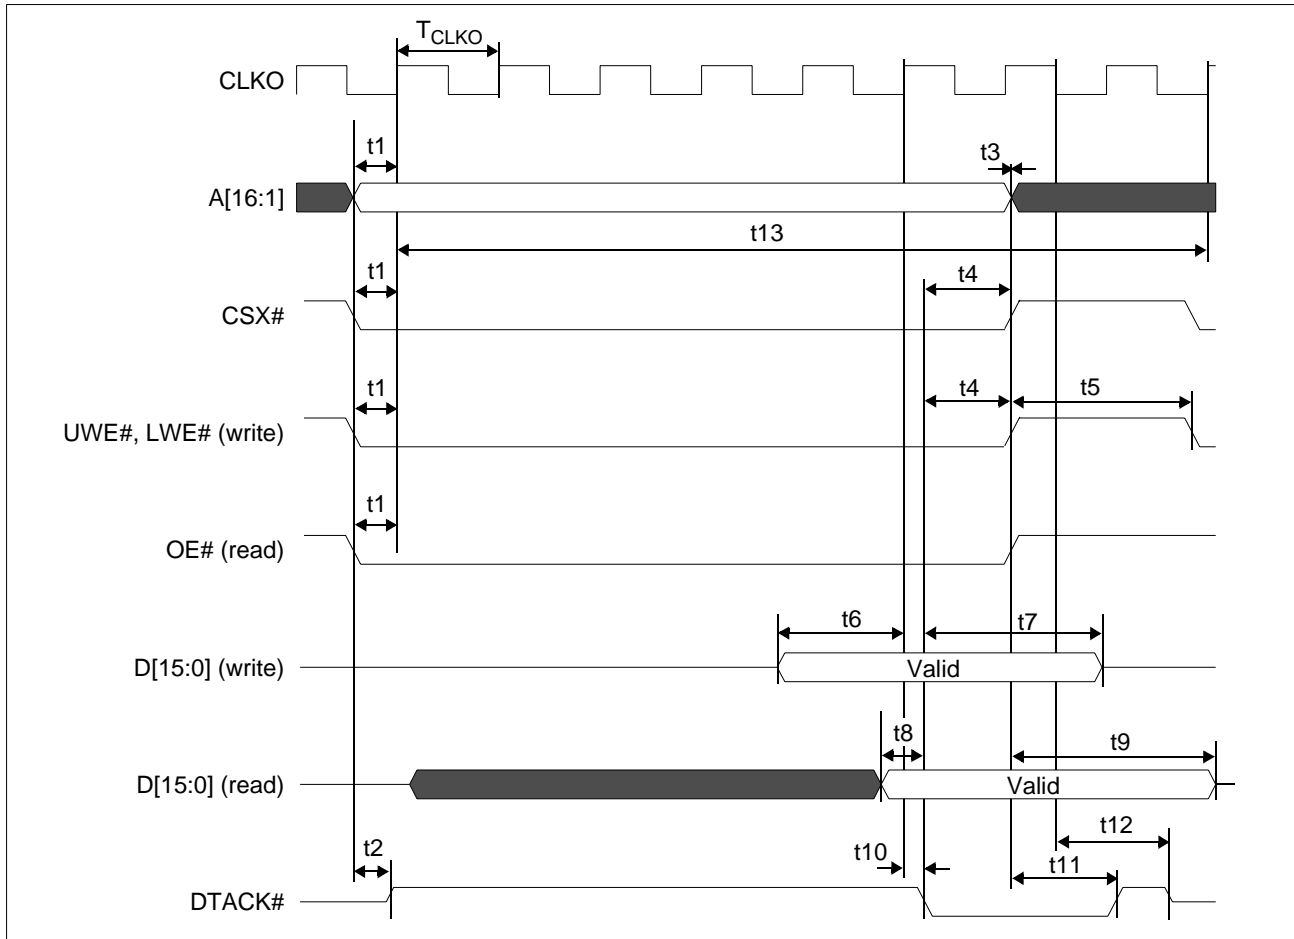 TCLKO
CLKO
t1
t3
A[16:1]
t13
t1
t4
CSX#
t1
t4
t5
UWE#, LWE# (write)
t1
OE# (read)
t6
t7
D[15:0] (write)
Valid
t8
t9
D[15:0] (read)
Valid
t2
t10
t12
t11
DTACK#